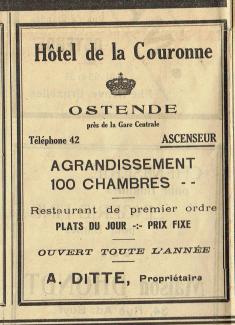 Hôtel de la Couronne
OSTENDE
près de la Gare Centrale
Téléphone 42 ASCENSEUR
AGRANDISSEMENT
100 CHAMBRES - -
Restaurant de premier ordre
PLATS DU JOUR -:- PRIX FIXE
OUVERT TOUTE L'ANNÉE
A. DITTE, Propriétaire